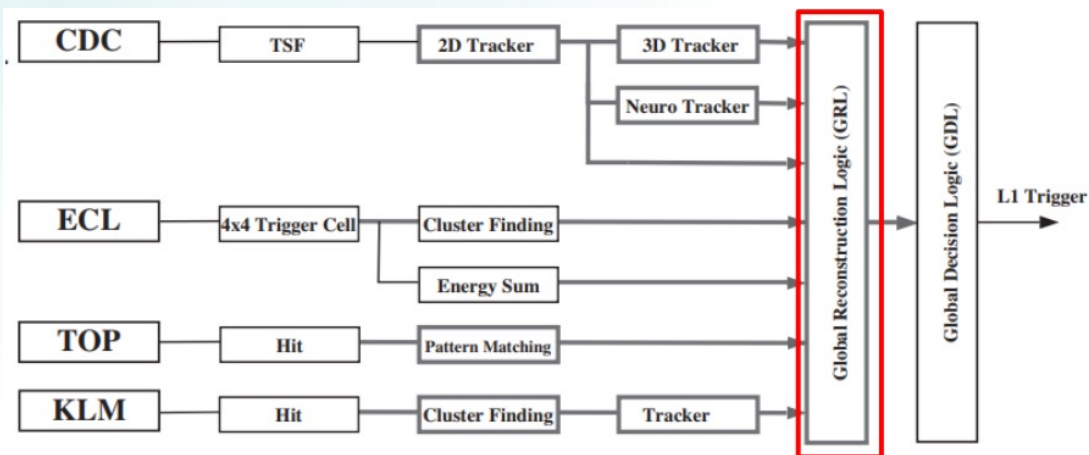 CDC
TSF
2D Tracker
3D Tracker
Neuro Tracker
ECL
4x4 Trigger Cell
Cluster Finding
Energy Sum
TOP
Hit
Pattern Matching
KLM
Hit
Cluster Finding
Tracker
Global Reconstruction Logic (GRL)
Global Decision Logic (GDL)
L1 Trigger